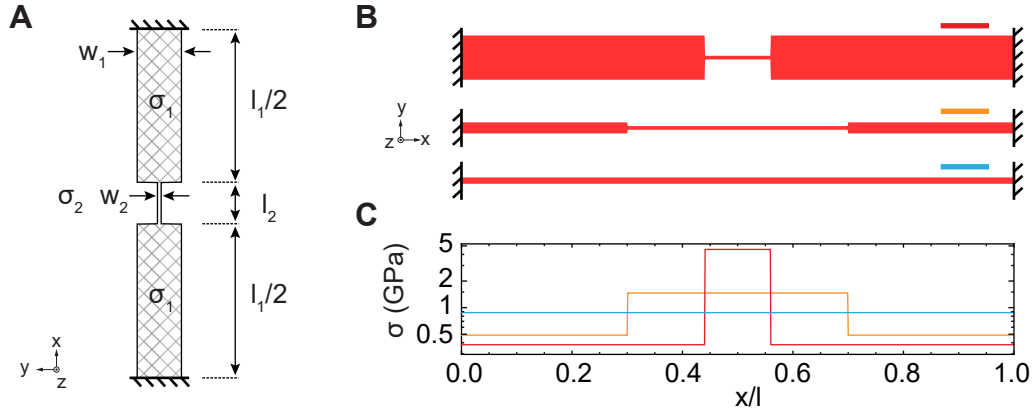 A
w₁
σ₁
l₁/2
σ₂
w₂
l₂
σ₁
l₁/2
x
y
z
B
y
z
x
C
σ (GPa)
5
2
1
0.5
0.0
0.2
0.4
0.6
0.8
1.0
x/l